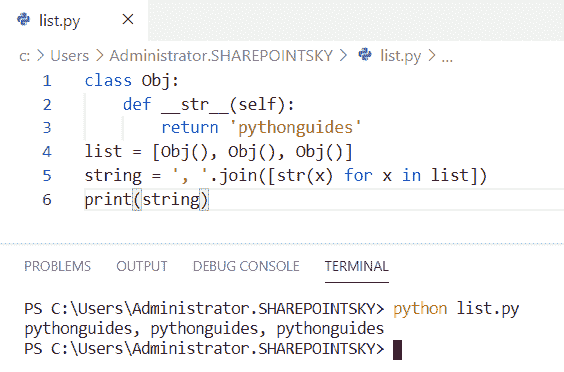 list.py ×
c: > Users > Administrator.SHAREPOINTSKY > list.py > ...
1 class Obj:
2     def __str__(self):
3         return 'pythonguides'
4 list = [Obj(), Obj(), Obj()]
5 string = ', '.join([str(x) for x in list])
6 print(string)
PROBLEMS OUTPUT DEBUG CONSOLE TERMINAL
PS C:\Users\Administrator.SHAREPOINTSKY> python list.py
pythonguides, pythonguides, pythonguides
PS C:\Users\Administrator.SHAREPOINTSKY>